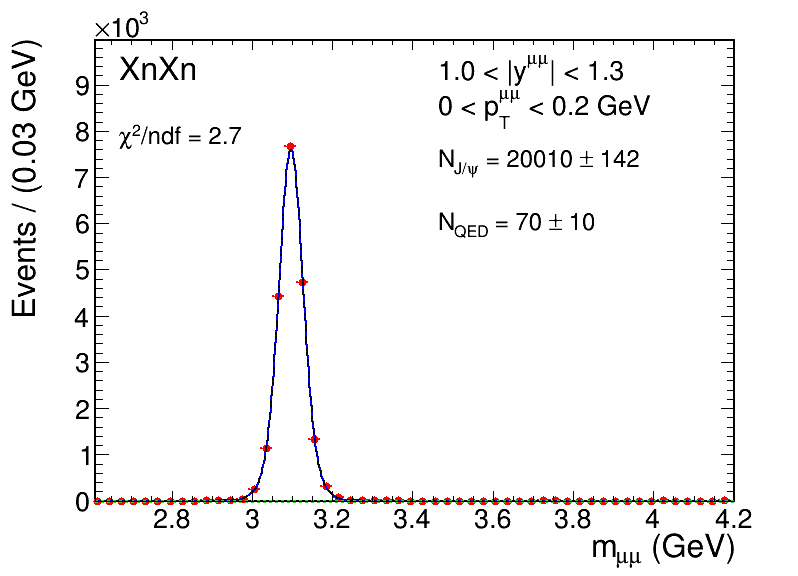 ×10³
XnXn
1.0 < |y^μμ| < 1.3
0 < p_T^μμ < 0.2 GeV
χ²/ndf = 2.7
N_J/ψ = 20010 ± 142
N_QED = 70 ± 10
Events / (0.03 GeV)
9
8
7
6
5
4
3
2
1
0
2.8 3 3.2 3.4 3.6 3.8 4 4.2
m_μμ (GeV)